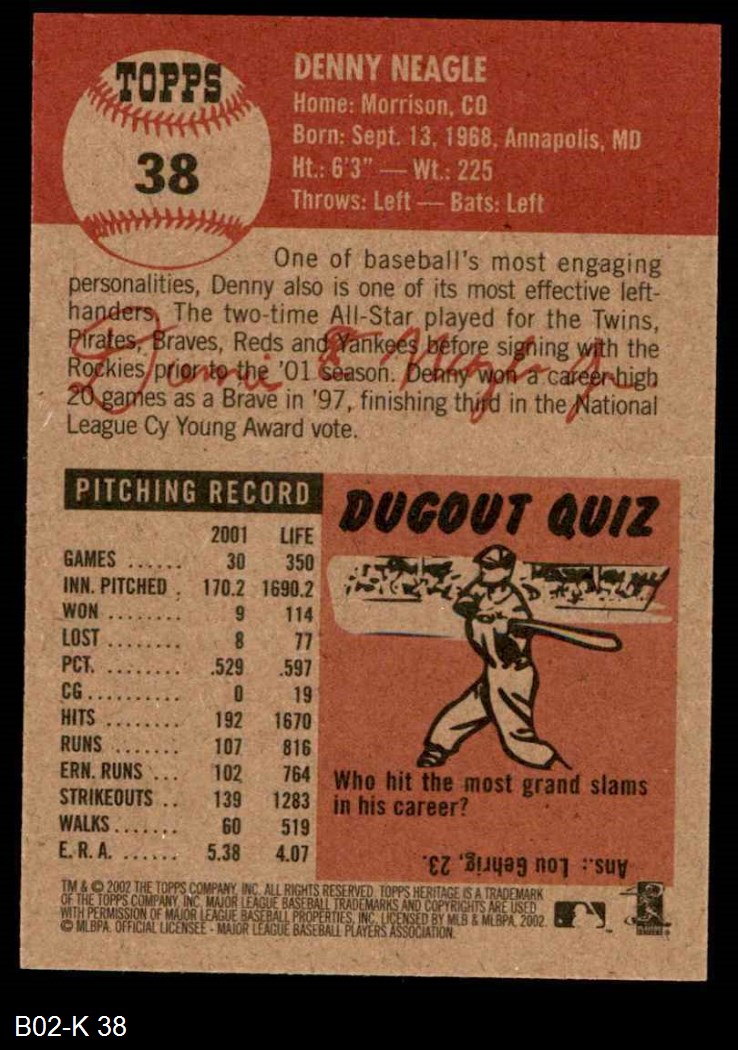 TOPPS
38
DENNY NEAGLE
Home: Morrison, CO
Born: Sept. 13, 1968, Annapolis, MD
Ht.: 6'3" — Wt.: 225
Throws: Left — Bats: Left
One of baseball's most engaging
personalities, Denny also is one of its most effective left-
handers. The two-time All-Star played for the Twins,
Pirates, Braves, Reds and Yankees before signing with the
Rockies prior to the '01 season. Denny won a career-high
20 games as a Brave in '97, finishing third in the National
League Cy Young Award vote.
PITCHING RECORD
2001 LIFE
GAMES ...... 30 350
INN. PITCHED . 170.2 1690.2
WON ........ 9 114
LOST ........ 8 77
PCT. ......... .529 .597
CG .......... 0 19
HITS ........ 192 1670
RUNS ....... 107 816
ERN. RUNS ... 102 764
STRIKEOUTS .. 139 1283
WALKS ....... 60 519
E. R. A. ...... 5.38 4.07
DUGOUT QUIZ
Who hit the most grand slams
in his career?
Ans.: Lou Gehrig, 23.
TM & © 2002 THE TOPPS COMPANY, INC. ALL RIGHTS RESERVED. TOPPS HERITAGE IS A TRADEMARK
OF THE TOPPS COMPANY, INC. MAJOR LEAGUE BASEBALL TRADEMARKS AND COPYRIGHTS ARE USED
WITH PERMISSION OF MAJOR LEAGUE BASEBALL PROPERTIES, INC. LICENSED BY MLB & MLBPA. 2002
© MLBPA. OFFICIAL LICENSEE - MAJOR LEAGUE BASEBALL PLAYERS ASSOCIATION.
B02-K 38